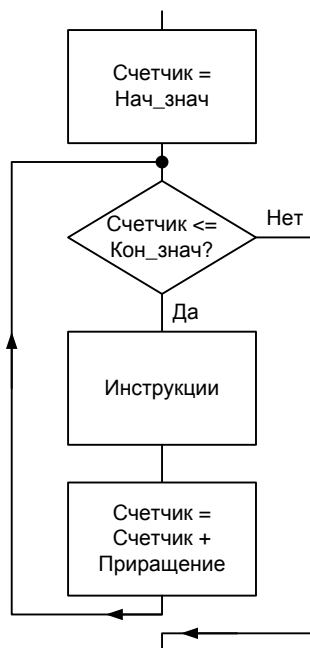 Счетчик =
Нач_знач
Счетчик <=
Кон_знач?
Нет
Да
Инструкции
Счетчик =
Счетчик +
Приращение